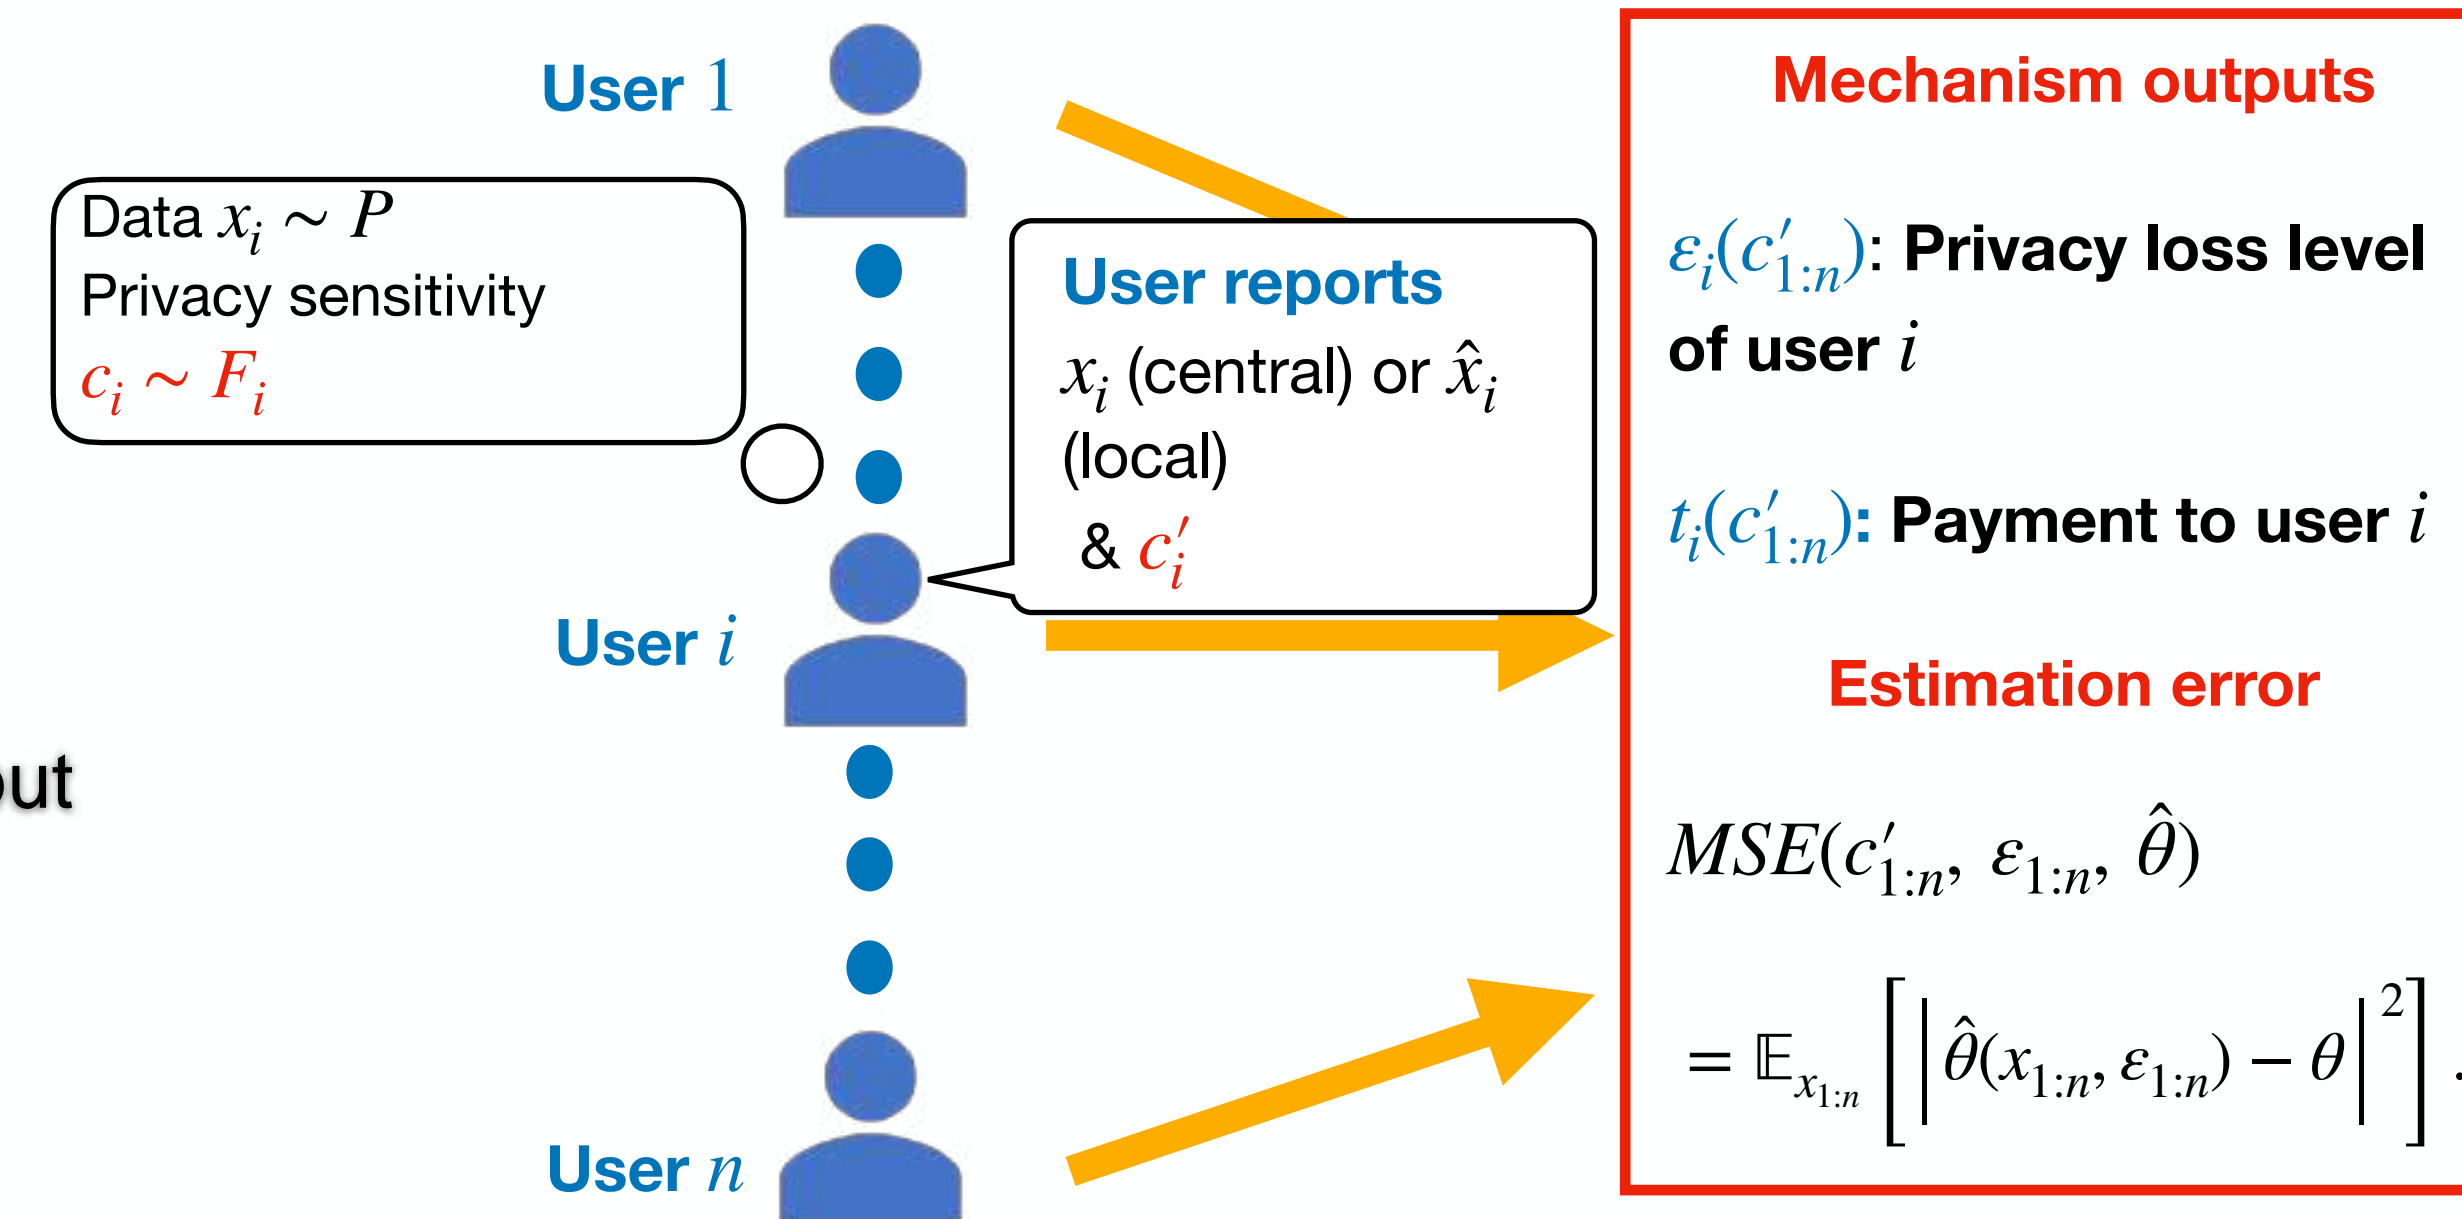 User 1
Data xᵢ ∼ P
Privacy sensitivity
cᵢ ∼ Fᵢ
User reports
xᵢ (central) or x̂ᵢ
(local)
& c′ᵢ
User i
User n
Mechanism outputs
εᵢ(c′₁:ₙ): Privacy loss level
of user i
tᵢ(c′₁:ₙ): Payment to user i
Estimation error
MSE(c′₁:ₙ, ε₁:ₙ, θ̂)
= 𝔼ₓ₁:ₙ [ | θ̂(x₁:ₙ, ε₁:ₙ) − θ |² ] .